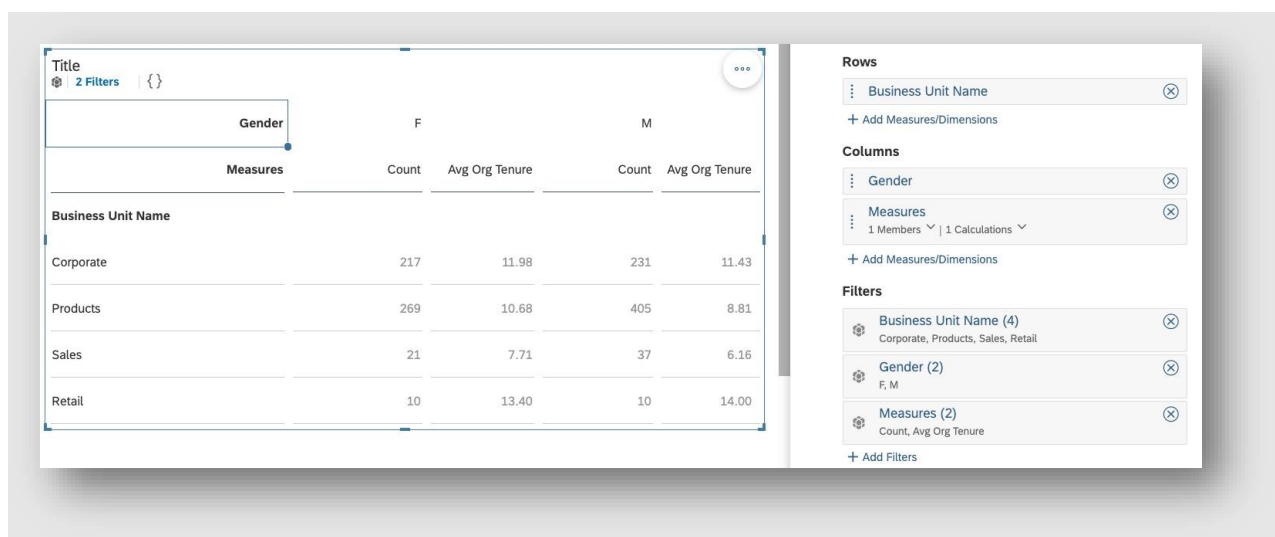 Title
2 Filters | { }
Gender F M
Measures Count Avg Org Tenure Count Avg Org Tenure
Business Unit Name
Corporate 217 11.98 231 11.43
Products 269 10.68 405 8.81
Sales 21 7.71 37 6.16
Retail 10 13.40 10 14.00
Rows
Business Unit Name
+ Add Measures/Dimensions
Columns
Gender
Measures
1 Members | 1 Calculations
+ Add Measures/Dimensions
Filters
Business Unit Name (4)
Corporate, Products, Sales, Retail
Gender (2)
F, M
Measures (2)
Count, Avg Org Tenure
+ Add Filters